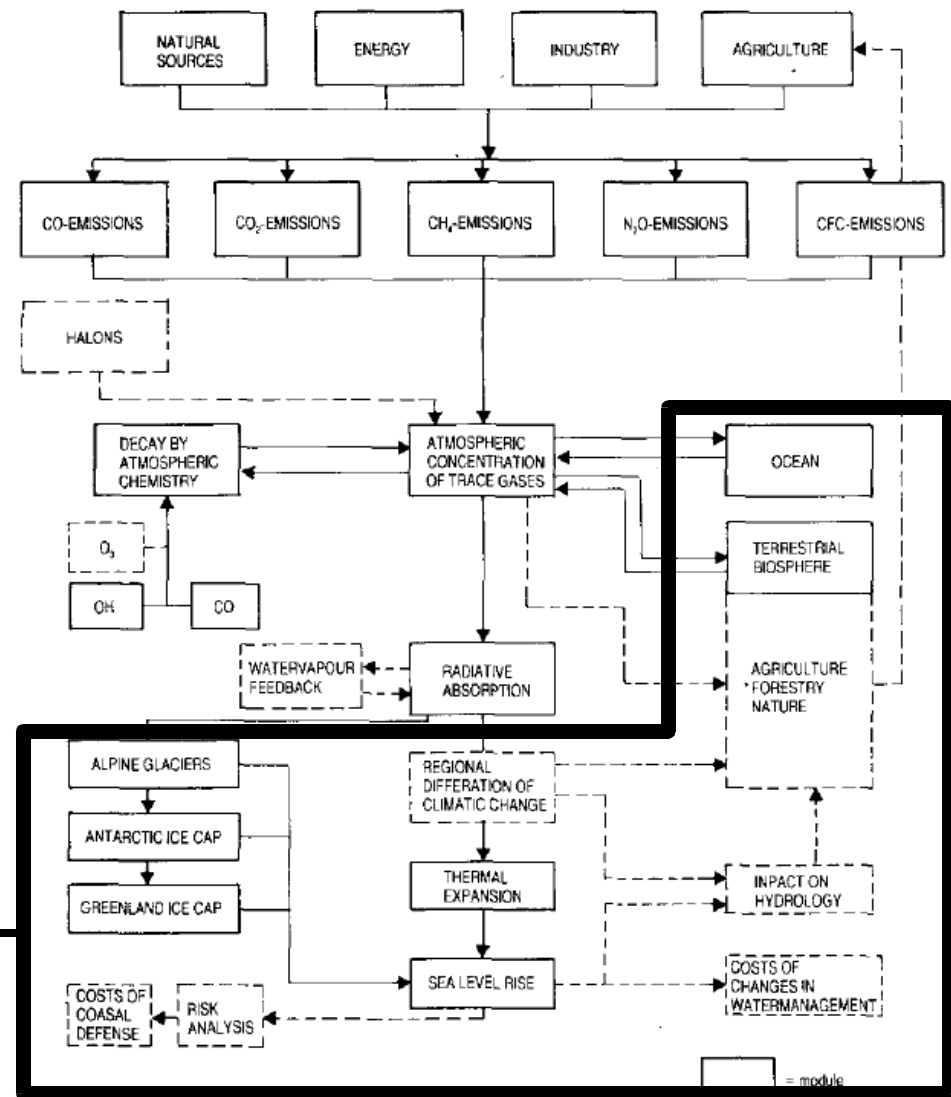 NATURAL
SOURCES
ENERGY
INDUSTRY
AGRICULTURE
CO-EMISSIONS
CO₂-EMISSIONS
CH₄-EMISSIONS
N₂O-EMISSIONS
CFC-EMISSIONS
HALONS
DECAY BY
ATMOSPHERIC
CHEMISTRY
ATMOSPHERIC
CONCENTRATION
OF TRACE GASES
OCEAN
O₃
OH
CO
TERRESTRIAL
BIOSPHERE
WATERVAPOUR
FEEDBACK
RADIATIVE
ABSORPTION
AGRICULTURE
FORESTRY
NATURE
ALPINE GLACIERS
REGIONAL
DIFFERATION OF
CLIMATIC CHANGE
ANTARCTIC ICE CAP
THERMAL
EXPANSION
INPACT ON
HYDROLOGY
GREENLAND ICE CAP
SEA LEVEL RISE
COSTS OF
CHANGES IN
WATERMANAGEMENT
COSTS OF
COASAL
DEFENSE
RISK
ANALYSIS
= module